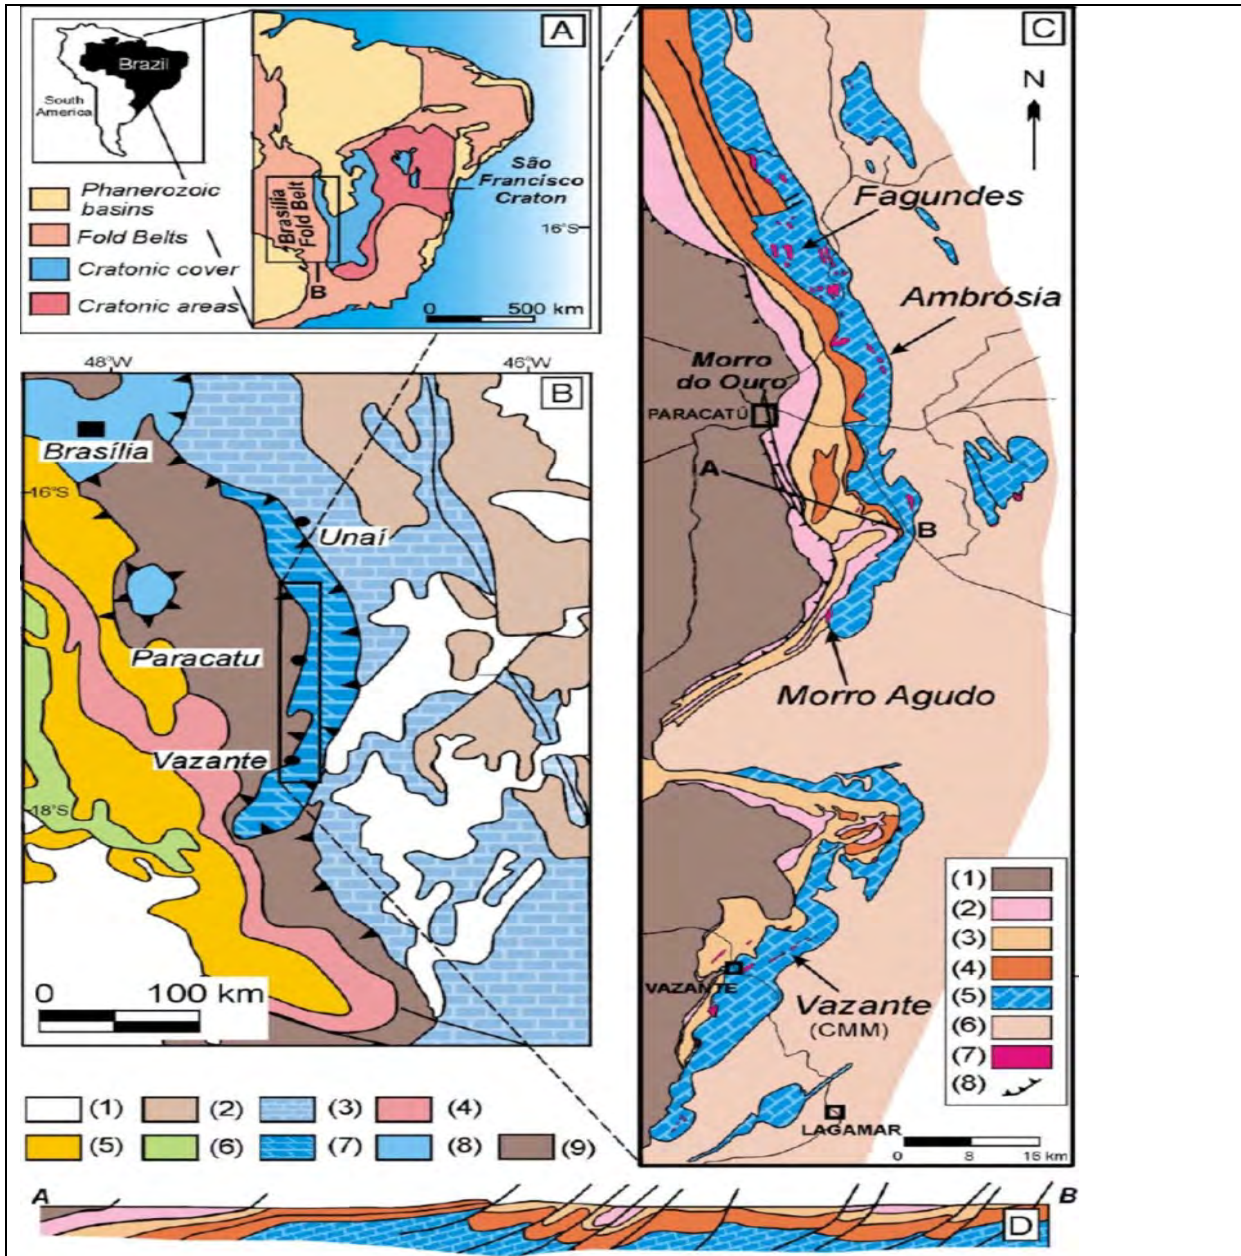 A
Brazil
South
America
Phanerozoic
basins
Fold Belts
Cratonic cover
Cratonic areas
Brasília
Fold Belt
São
Francisco
Craton
16°S
B
0 500 km
48°W
46°W
B
Brasília
16°S
Unaí
Paracatu
Vazante
18°S
0 100 km
(1) (2) (3) (4)
(5) (6) (7) (8) (9)
C
N
Fagundes
Ambrósia
Morro
do Ouro
PARACATÚ
A
B
Morro Agudo
VAZANTE
Vazante
(CMM)
LAGAMAR
(1)
(2)
(3)
(4)
(5)
(6)
(7)
(8)
0 8 16 km
A
B
D